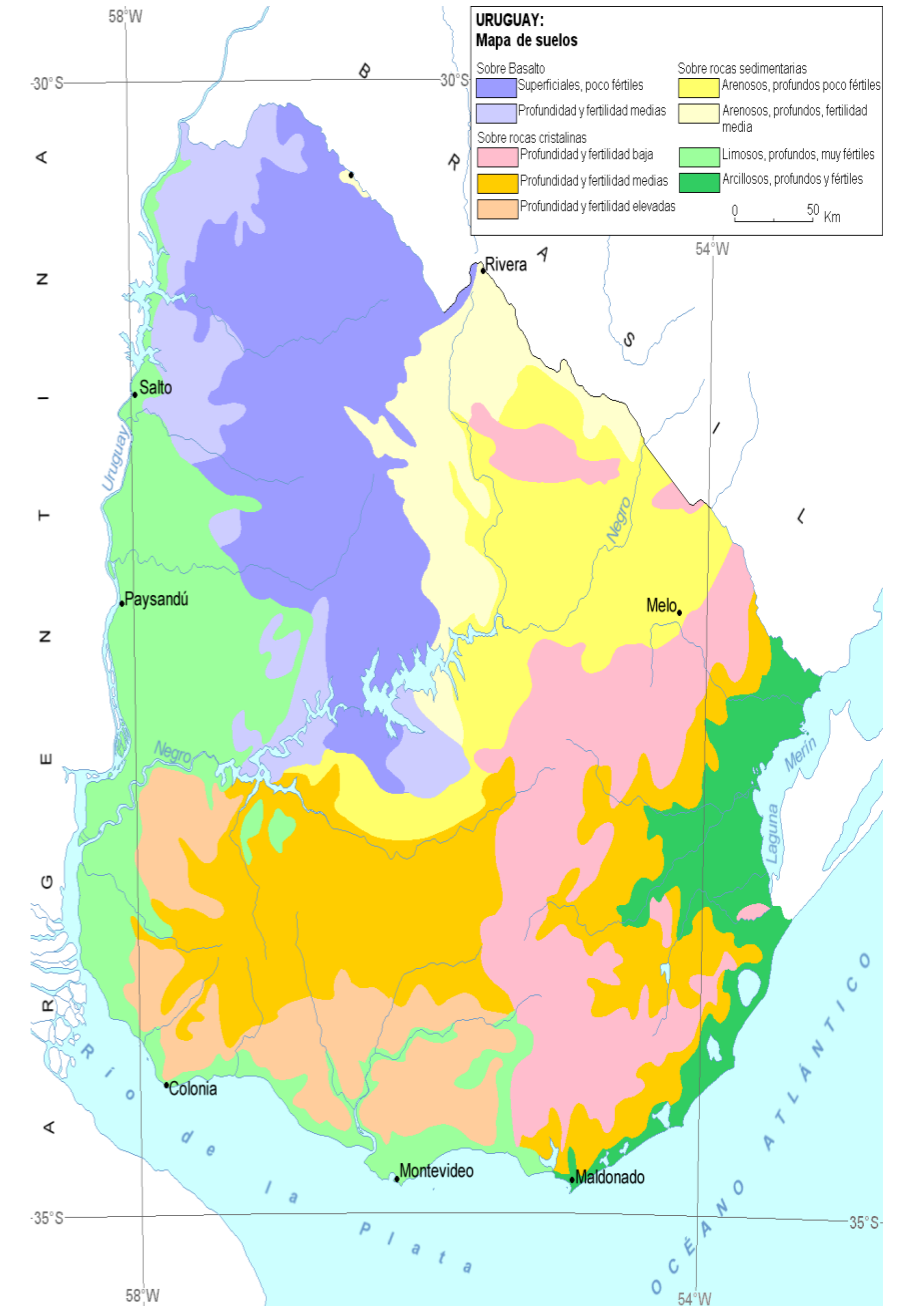 58°W
URUGUAY:
Mapa de suelos
Sobre Basalto
Superficiales, poco fértiles
Profundidad y fertilidad medias
Sobre rocas cristalinas
Profundidad y fertilidad baja
Profundidad y fertilidad medias
Profundidad y fertilidad elevadas
Sobre rocas sedimentarias
Arenosos, profundos poco fértiles
Arenosos, profundos, fertilidad
media
Limosos, profundos, muy fértiles
Arcillosos, profundos y fértiles
0 50 Km
30°S
30°S
54°W
BRASIL
ARGENTINA
Rivera
Salto
Uruguay
Negro
Paysandú
Melo
Negro
Laguna Merín
Colonia
Montevideo
Maldonado
Río de la Plata
OCÉANO ATLÁNTICO
35°S
35°S
58°W
54°W